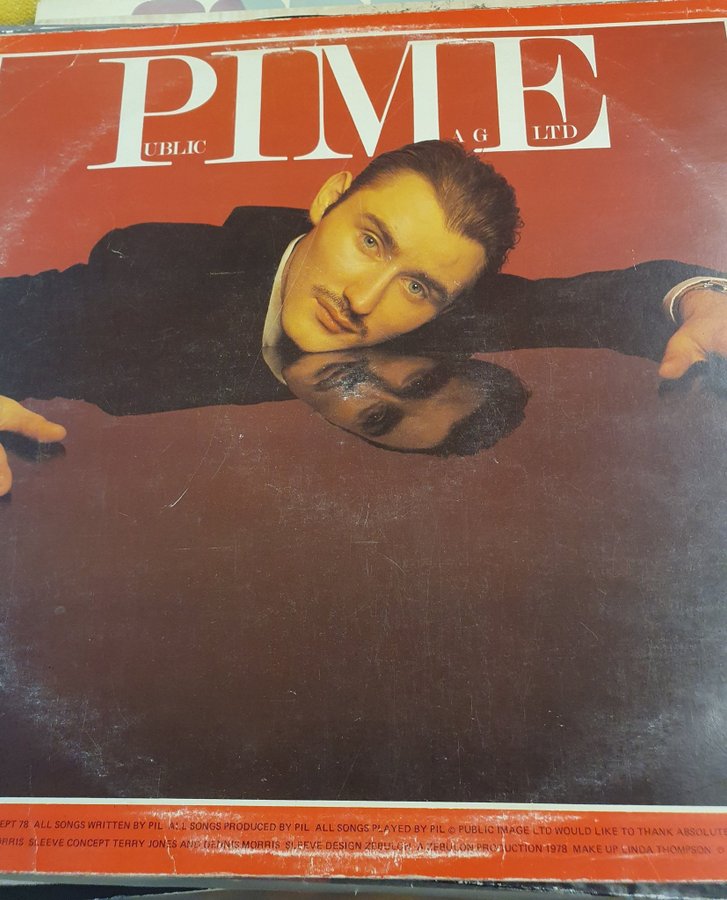 PIME
UBLIC A G LTD
EPT 78 ALL SONGS WRITTEN BY PIL ALL SONGS PRODUCED BY PIL ALL SONGS PLAYED BY PIL © PUBLIC IMAGE LTD WOULD LIKE TO THANK ABSOLUTE
ORRIS SLEEVE CONCEPT TERRY JONES AND DENNIS MORRIS SLEEVE DESIGN ZEBULON A ZEBULON PRODUCTION 1978 MAKE UP LINDA THOMPSON ©